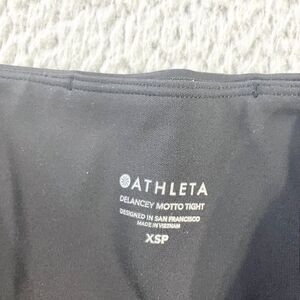 ATHLETA
DELANCEY MOTTO TIGHT
DESIGNED IN SAN FRANCISCO
MADE IN VIETNAM
XSP